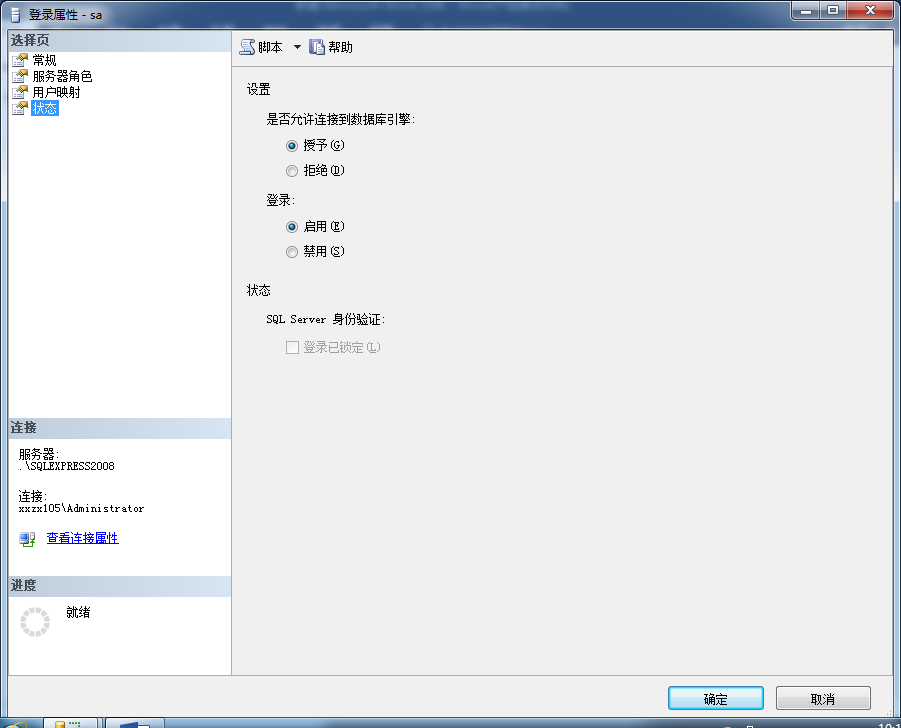 登录属性 - sa
选择页
常规
服务器角色
用户映射
状态
脚本 帮助
设置
是否允许连接到数据库引擎:
授予(G)
拒绝(D)
登录:
启用(E)
禁用(S)
状态
SQL Server 身份验证:
登录已锁定(L)
连接
服务器:
.\SQLEXPRESS2008
连接:
xxzx105\Administrator
查看连接属性
进度
就绪
确定 取消